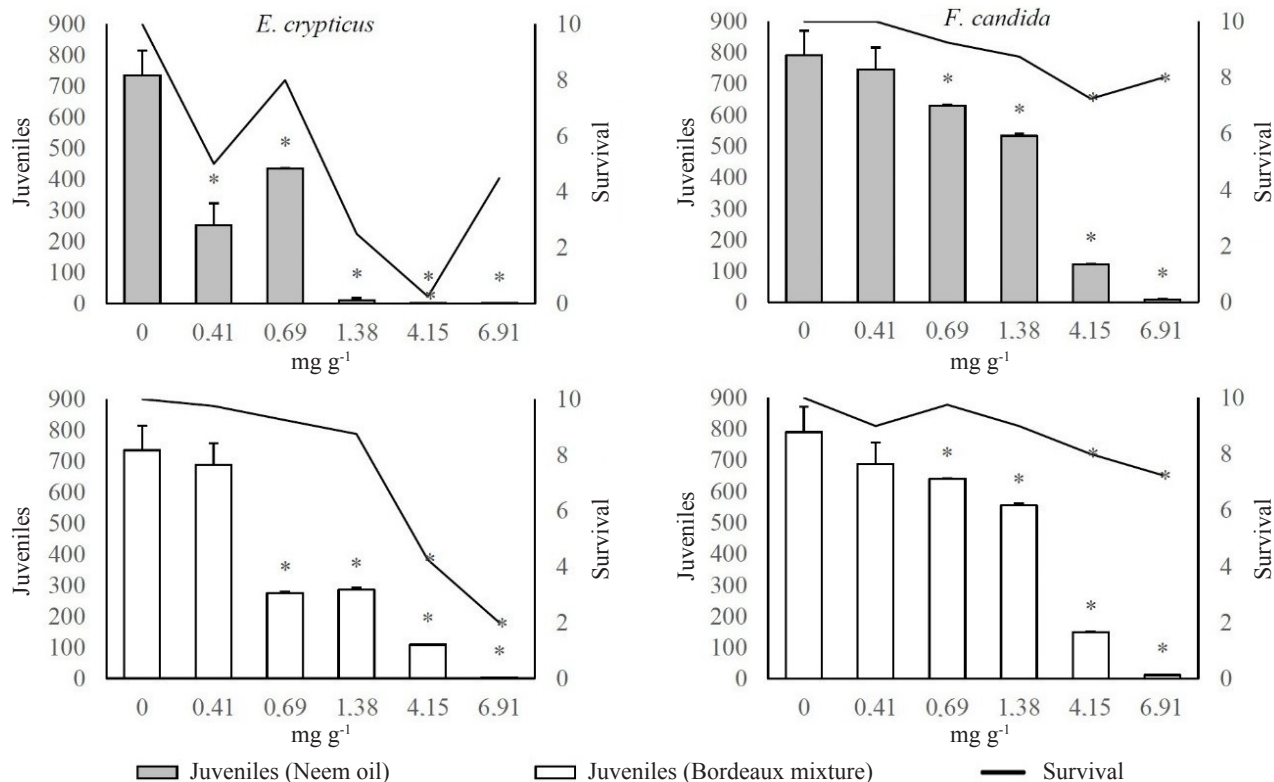 E. crypticus
900
800
700
600
500
400
300
200
100
0
Juveniles
10
8
6
4
2
0
Survival
* * * * * *
0 0.41 0.69 1.38 4.15 6.91
mg g-1
F. candida
900
800
700
600
500
400
300
200
100
0
Juveniles
10
8
6
4
2
0
Survival
* * * * * *
0 0.41 0.69 1.38 4.15 6.91
mg g-1
900
800
700
600
500
400
300
200
100
0
Juveniles
10
8
6
4
2
0
Survival
* * * * * *
0 0.41 0.69 1.38 4.15 6.91
mg g-1
900
800
700
600
500
400
300
200
100
0
Juveniles
10
8
6
4
2
0
Survival
* * * * * *
0 0.41 0.69 1.38 4.15 6.91
mg g-1
Juveniles (Neem oil) Juveniles (Bordeaux mixture) Survival